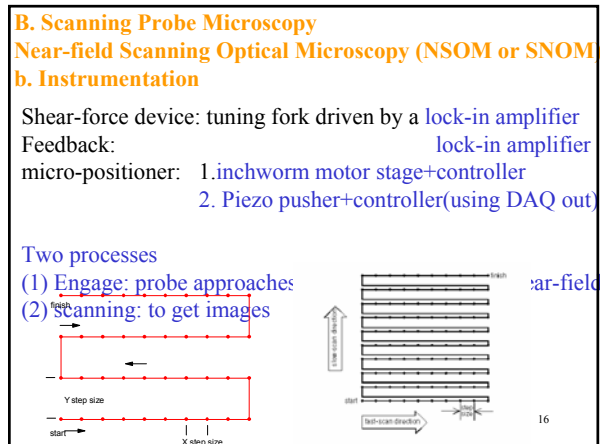 B. Scanning Probe Microscopy
Near-field Scanning Optical Microscopy (NSOM or SNOM)
b. Instrumentation
Shear-force device: tuning fork driven by a lock-in amplifier
Feedback: lock-in amplifier
micro-positioner: 1.inchworm motor stage+controller
2. Piezo pusher+controller(using DAQ out)
Two processes
(1) Engage: probe approaches ear-field
(2) scanning: to get images
finish
Y step size
start
X step size
finish
slow-scan direction
start
step size
fast-scan direction
16